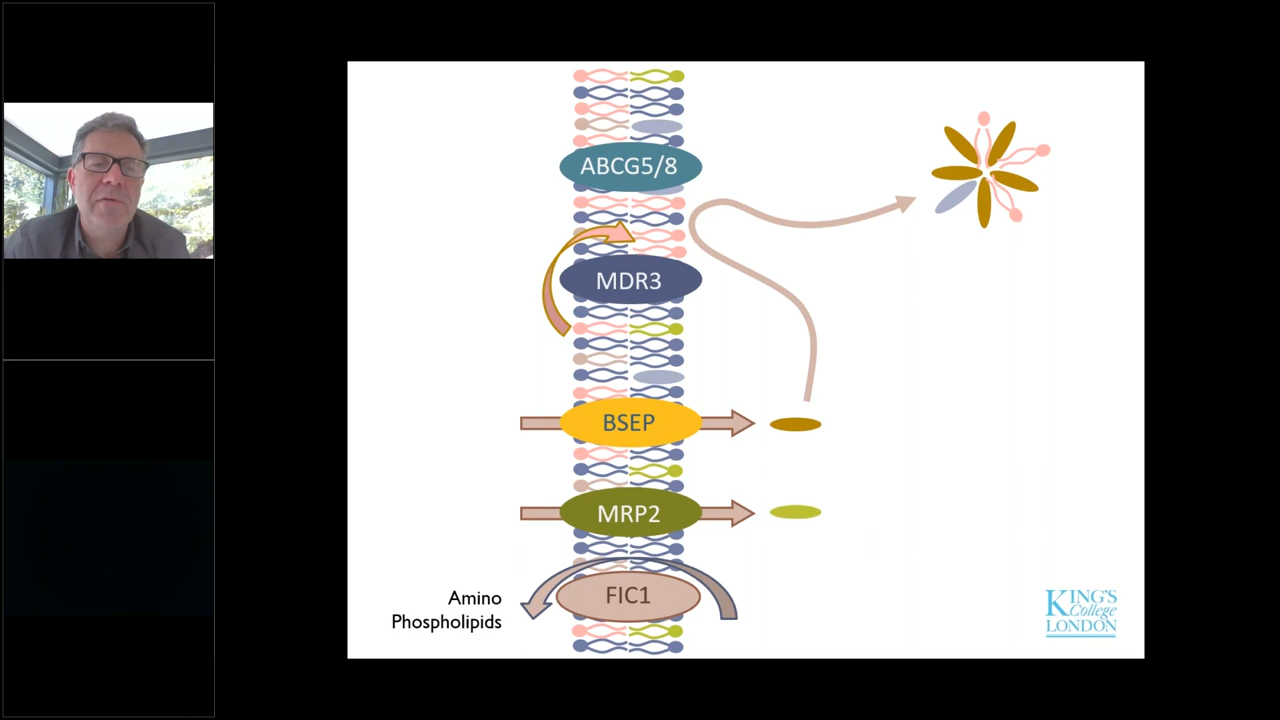 ABCG5/8
MDR3
BSEP
MRP2
FIC1
Amino
Phospholipids
KING'S
College
LONDON